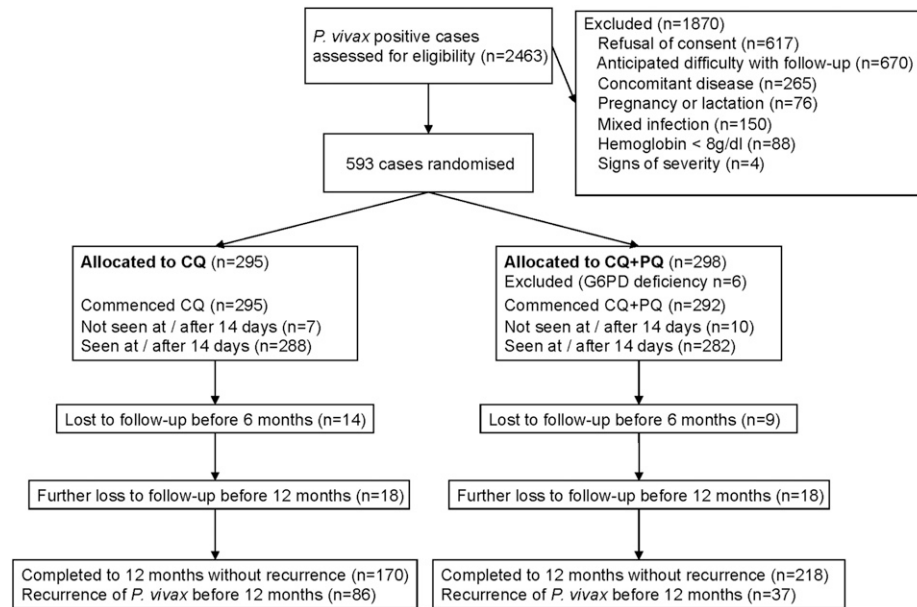 P. vivax positive cases
assessed for eligibility (n=2463)
Excluded (n=1870)
Refusal of consent (n=617)
Anticipated difficulty with follow-up (n=670)
Concomitant disease (n=265)
Pregnancy or lactation (n=76)
Mixed infection (n=150)
Hemoglobin < 8g/dl (n=88)
Signs of severity (n=4)
593 cases randomised
Allocated to CQ (n=295)
Commenced CQ (n=295)
Not seen at / after 14 days (n=7)
Seen at / after 14 days (n=288)
Allocated to CQ+PQ (n=298)
Excluded (G6PD deficiency n=6)
Commenced CQ+PQ (n=292)
Not seen at / after 14 days (n=10)
Seen at / after 14 days (n=282)
Lost to follow-up before 6 months (n=14)
Lost to follow-up before 6 months (n=9)
Further loss to follow-up before 12 months (n=18)
Further loss to follow-up before 12 months (n=18)
Completed to 12 months without recurrence (n=170)
Recurrence of P. vivax before 12 months (n=86)
Completed to 12 months without recurrence (n=218)
Recurrence of P. vivax before 12 months (n=37)